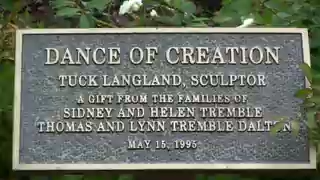 DANCE OF CREATION
TUCK LANGLAND, SCULPTOR
A GIFT FROM THE FAMILIES OF
SIDNEY AND HELEN TREMBLE
THOMAS AND LYNN TREMBLE DALTON
MAY 15, 1995